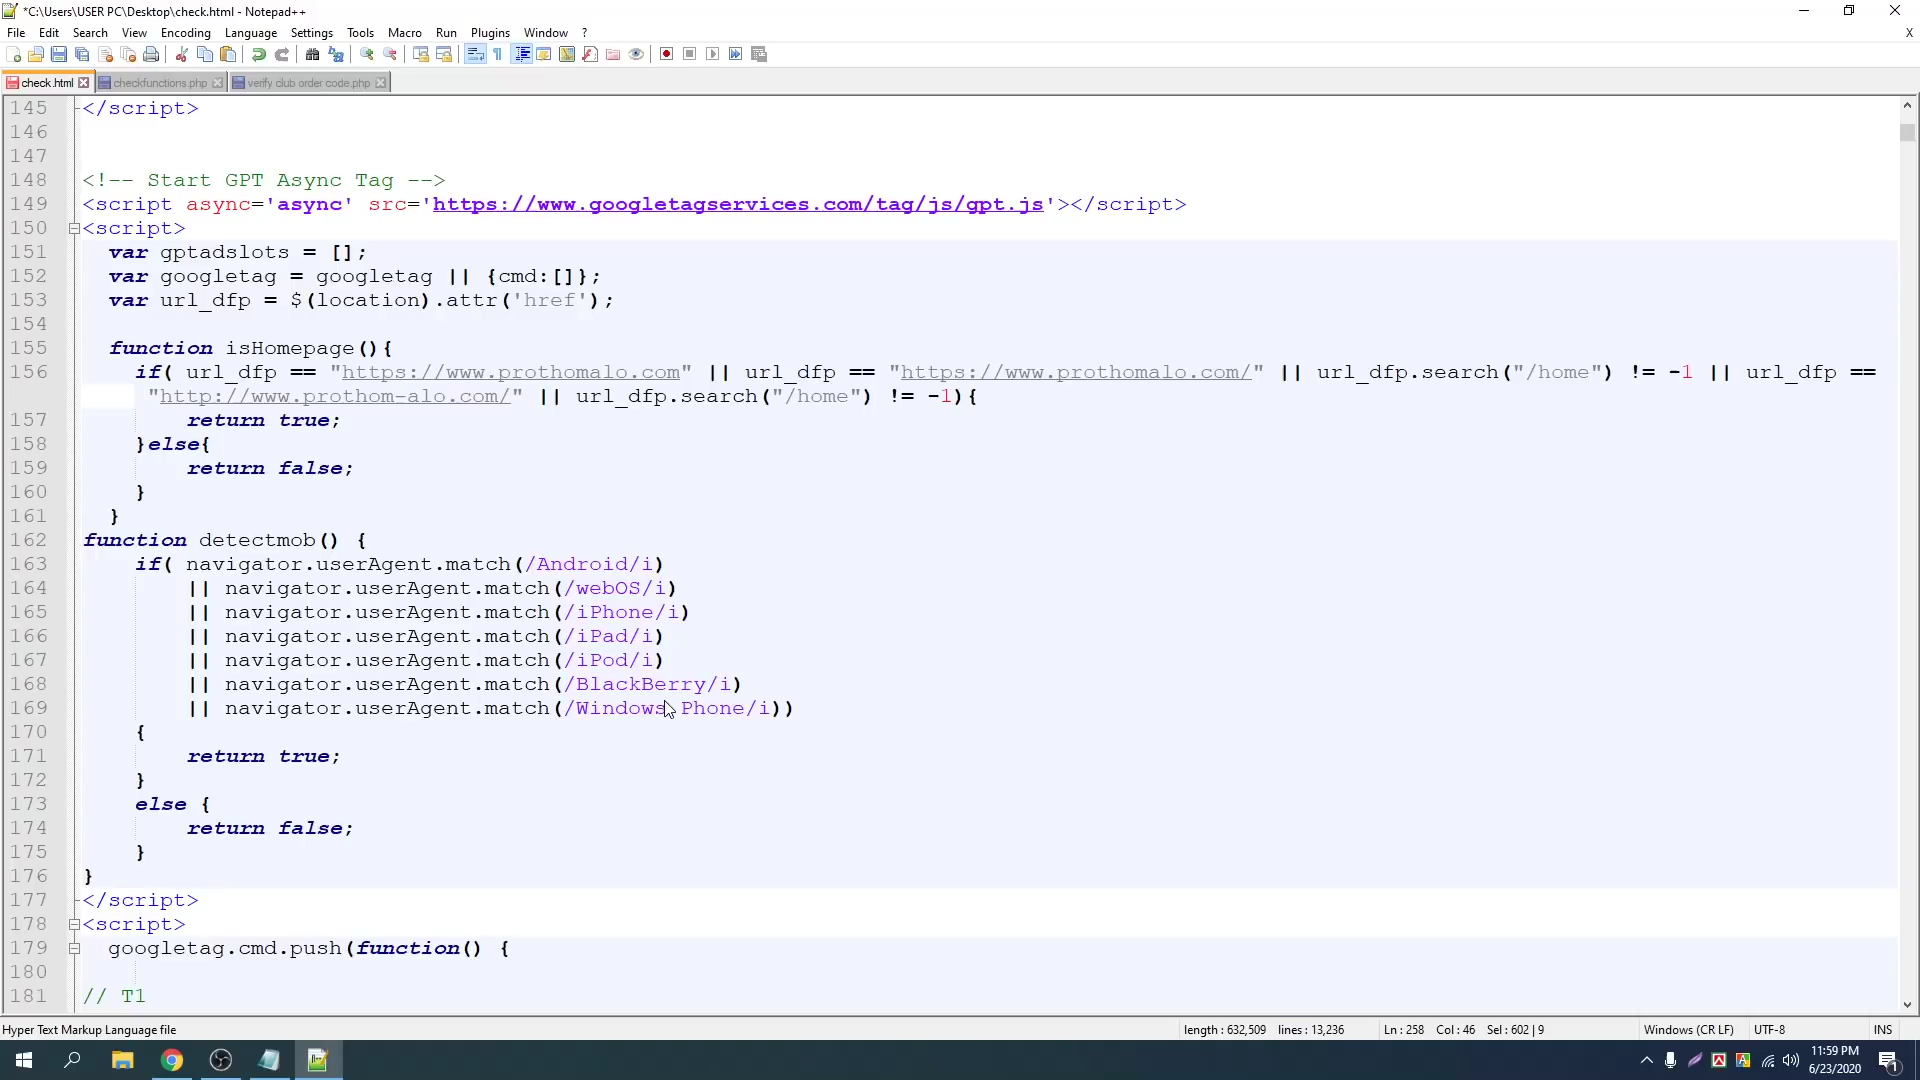 *C:\Users\USER PC\Desktop\check.html - Notepad++
File Edit Search View Encoding Language Settings Tools Macro Run Plugins Window ? X
check.html checkfunctions.php verify club order code.php
145 </script>
146
147
148 <!-- Start GPT Async Tag -->
149 <script async='async' src='https://www.googletagservices.com/tag/js/gpt.js'></script>
150 <script>
151 var gptadslots = [];
152 var googletag = googletag || {cmd:[]};
153 var url_dfp = $(location).attr('href');
154
155 function isHomepage(){
156 if( url_dfp == "https://www.prothomalo.com" || url_dfp == "https://www.prothomalo.com/" || url_dfp.search("/home") != -1 || url_dfp ==
"http://www.prothom-alo.com/" || url_dfp.search("/home") != -1){
157 return true;
158 }else{
159 return false;
160 }
161 }
162 function detectmob() {
163 if( navigator.userAgent.match(/Android/i)
164 || navigator.userAgent.match(/webOS/i)
165 || navigator.userAgent.match(/iPhone/i)
166 || navigator.userAgent.match(/iPad/i)
167 || navigator.userAgent.match(/iPod/i)
168 || navigator.userAgent.match(/BlackBerry/i)
169 || navigator.userAgent.match(/Windows Phone/i))
170 {
171 return true;
172 }
173 else {
174 return false;
175 }
176 }
177 </script>
178 <script>
179 googletag.cmd.push(function() {
180
181 // T1
Hyper Text Markup Language file length : 632,509 lines : 13,236 Ln : 258 Col : 46 Sel : 602 | 9 Windows (CR LF) UTF-8 INS
11:59 PM
6/23/2020